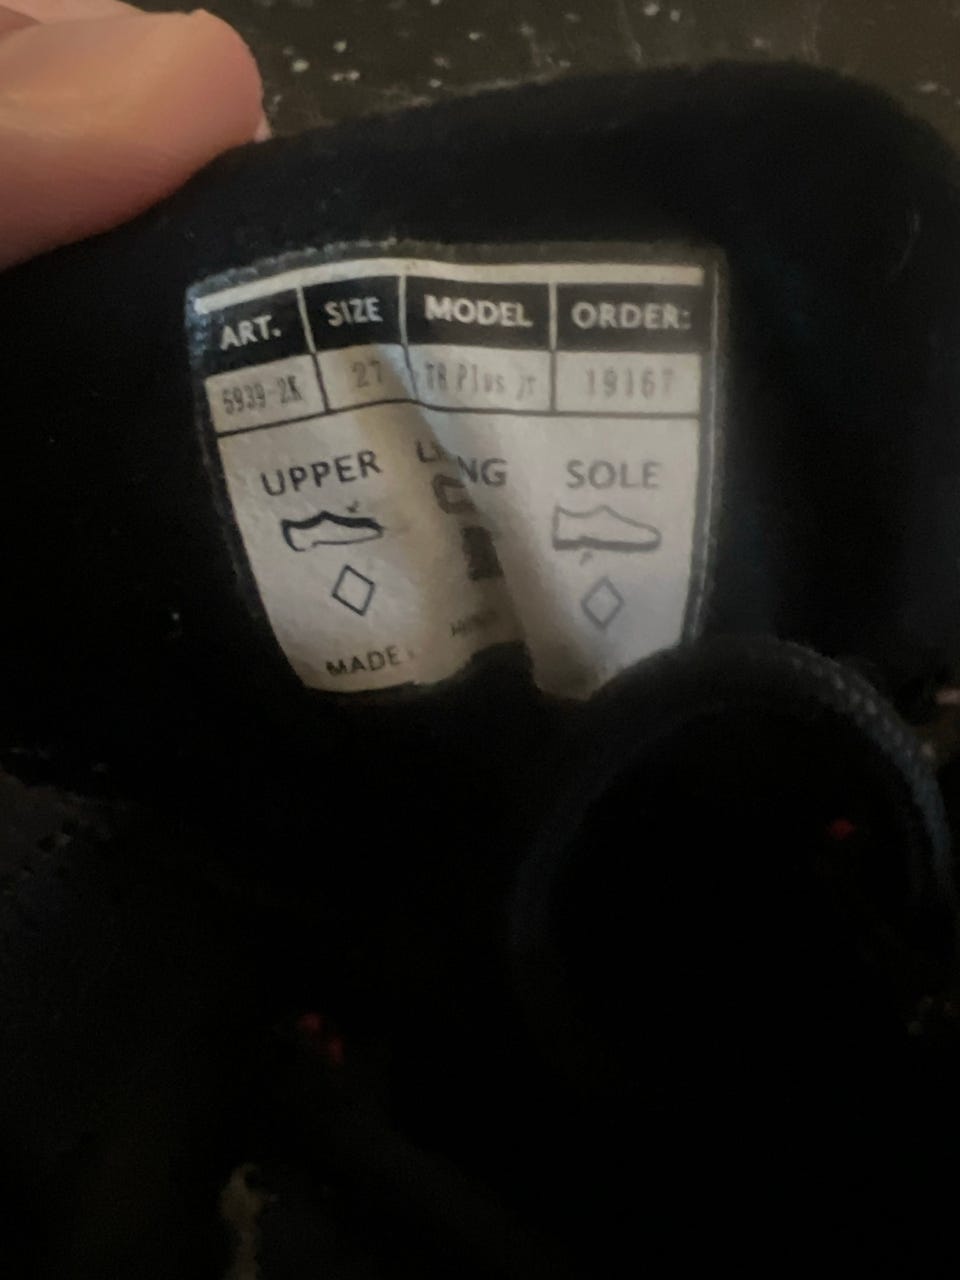 ART. SIZE MODEL ORDER:
5939-2K 27 TR Plus jr 19167
UPPER SOLE
MADE